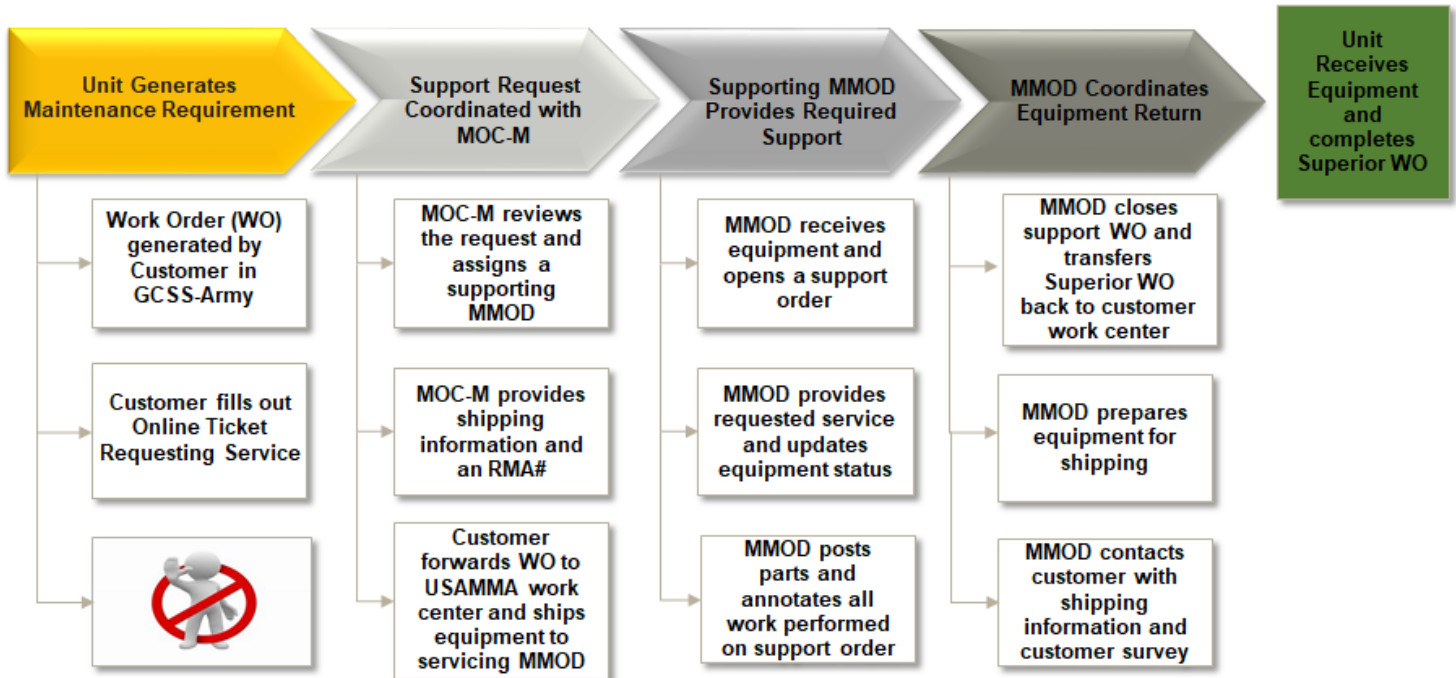 Unit Generates
Maintenance Requirement
Support Request
Coordinated with
MOC-M
Supporting MMOD
Provides Required
Support
MMOD Coordinates
Equipment Return
Unit
Receives
Equipment
and
completes
Superior WO
Work Order (WO)
generated by
Customer in
GCSS-Army
Customer fills out
Online Ticket
Requesting Service
MOC-M reviews
the request and
assigns a
supporting
MMOD
MOC-M provides
shipping
information and
an RMA#
Customer
forwards WO to
USAMMA work
center and ships
equipment to
servicing MMOD
MMOD receives
equipment and
opens a support
order
MMOD provides
requested service
and updates
equipment status
MMOD posts
parts and
annotates all
work performed
on support order
MMOD closes
support WO and
transfers
Superior WO
back to customer
work center
MMOD prepares
equipment for
shipping
MMOD contacts
customer with
shipping
information and
customer survey